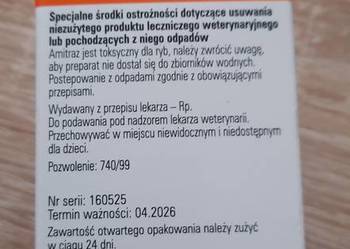 Specjalne środki ostrożności dotyczące usuwania
niezużytego produktu leczniczego weterynaryjnego
lub pochodzących z niego odpadów
Amitraz jest toksyczny dla ryb, należy zwrócić uwagę,
aby preparat nie dostał się do zbiorników wodnych.
Postępowanie z odpadami zgodnie z obowiązującymi
przepisami.
Wydawany z przepisu lekarza – Rp.
Do podawania pod nadzorem lekarza weterynarii.
Przechowywać w miejscu niewidocznym i niedostępnym
dla dzieci.
Pozwolenie: 740/99
Nr serii: 160525
Termin ważności: 04.2026
Zawartość otwartego opakowania należy zużyć
w ciągu 24 dni.